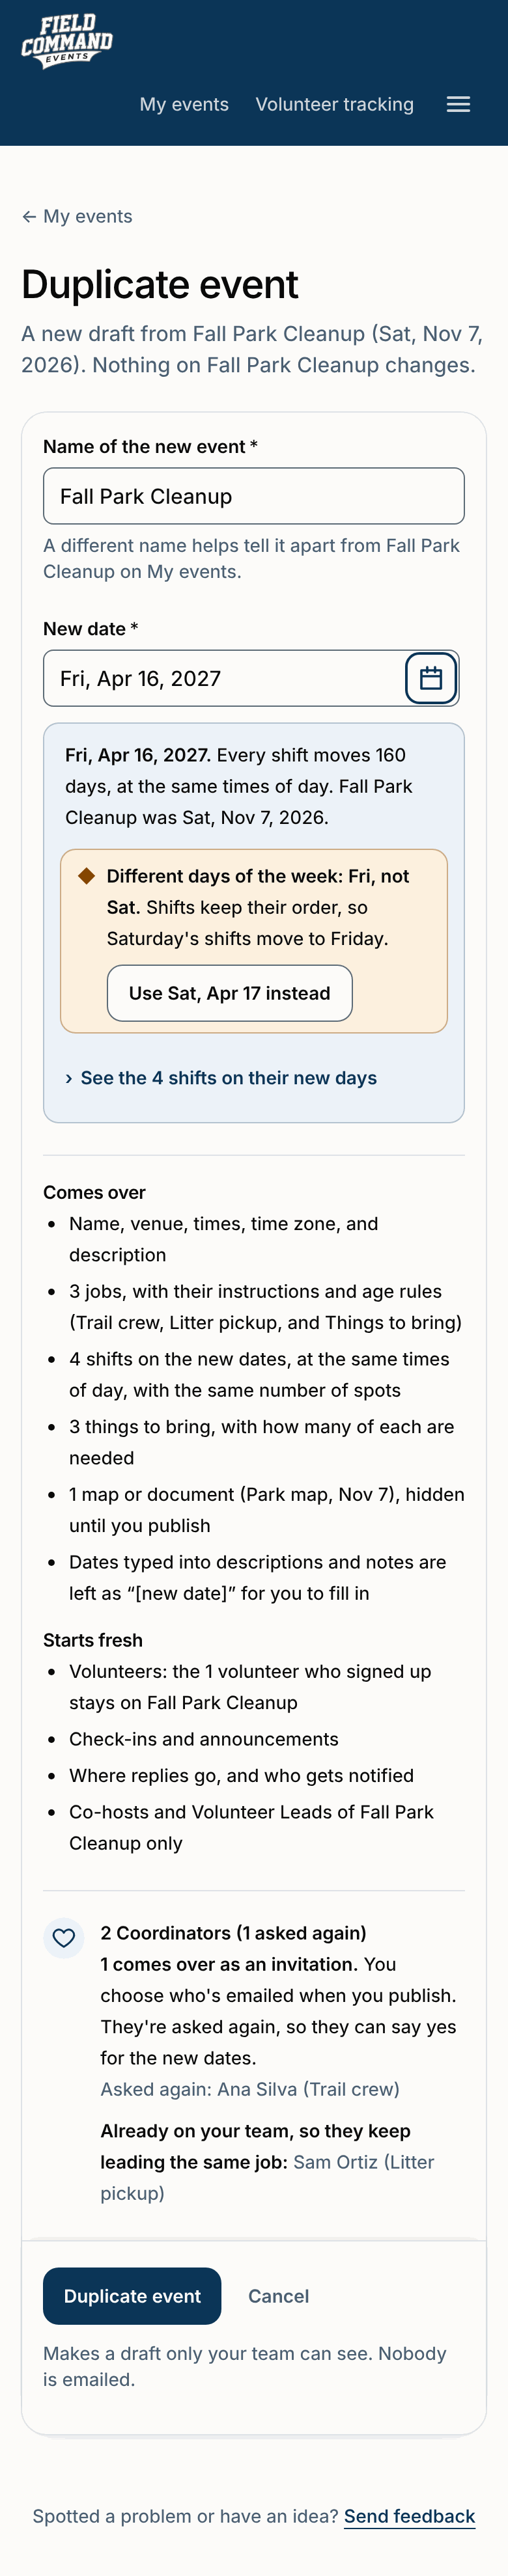 FIELD
COMMAND
EVENTS
My events Volunteer tracking
← My events
Duplicate event
A new draft from Fall Park Cleanup (Sat, Nov 7,
2026). Nothing on Fall Park Cleanup changes.
Name of the new event *
Fall Park Cleanup
A different name helps tell it apart from Fall Park
Cleanup on My events.
New date *
Fri, Apr 16, 2027
Fri, Apr 16, 2027. Every shift moves 160
days, at the same times of day. Fall Park
Cleanup was Sat, Nov 7, 2026.
Different days of the week: Fri, not
Sat. Shifts keep their order, so
Saturday's shifts move to Friday.
Use Sat, Apr 17 instead
› See the 4 shifts on their new days
Comes over
• Name, venue, times, time zone, and
description
• 3 jobs, with their instructions and age rules
(Trail crew, Litter pickup, and Things to bring)
• 4 shifts on the new dates, at the same times
of day, with the same number of spots
• 3 things to bring, with how many of each are
needed
• 1 map or document (Park map, Nov 7), hidden
until you publish
• Dates typed into descriptions and notes are
left as “[new date]” for you to fill in
Starts fresh
• Volunteers: the 1 volunteer who signed up
stays on Fall Park Cleanup
• Check-ins and announcements
• Where replies go, and who gets notified
• Co-hosts and Volunteer Leads of Fall Park
Cleanup only
2 Coordinators (1 asked again)
1 comes over as an invitation. You
choose who's emailed when you publish.
They're asked again, so they can say yes
for the new dates.
Asked again: Ana Silva (Trail crew)
Already on your team, so they keep
leading the same job: Sam Ortiz (Litter
pickup)
Duplicate event Cancel
Makes a draft only your team can see. Nobody
is emailed.
Spotted a problem or have an idea? Send feedback